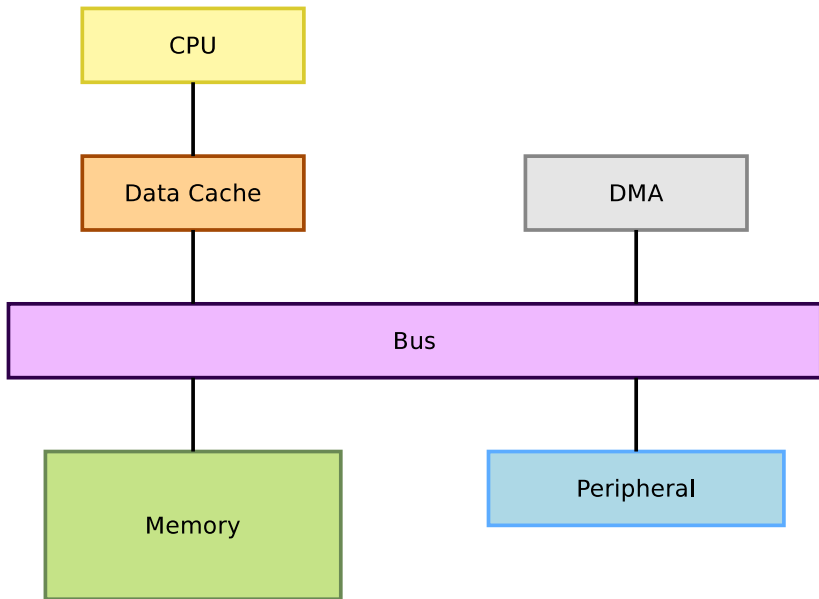 CPU
Data Cache
DMA
Bus
Memory
Peripheral